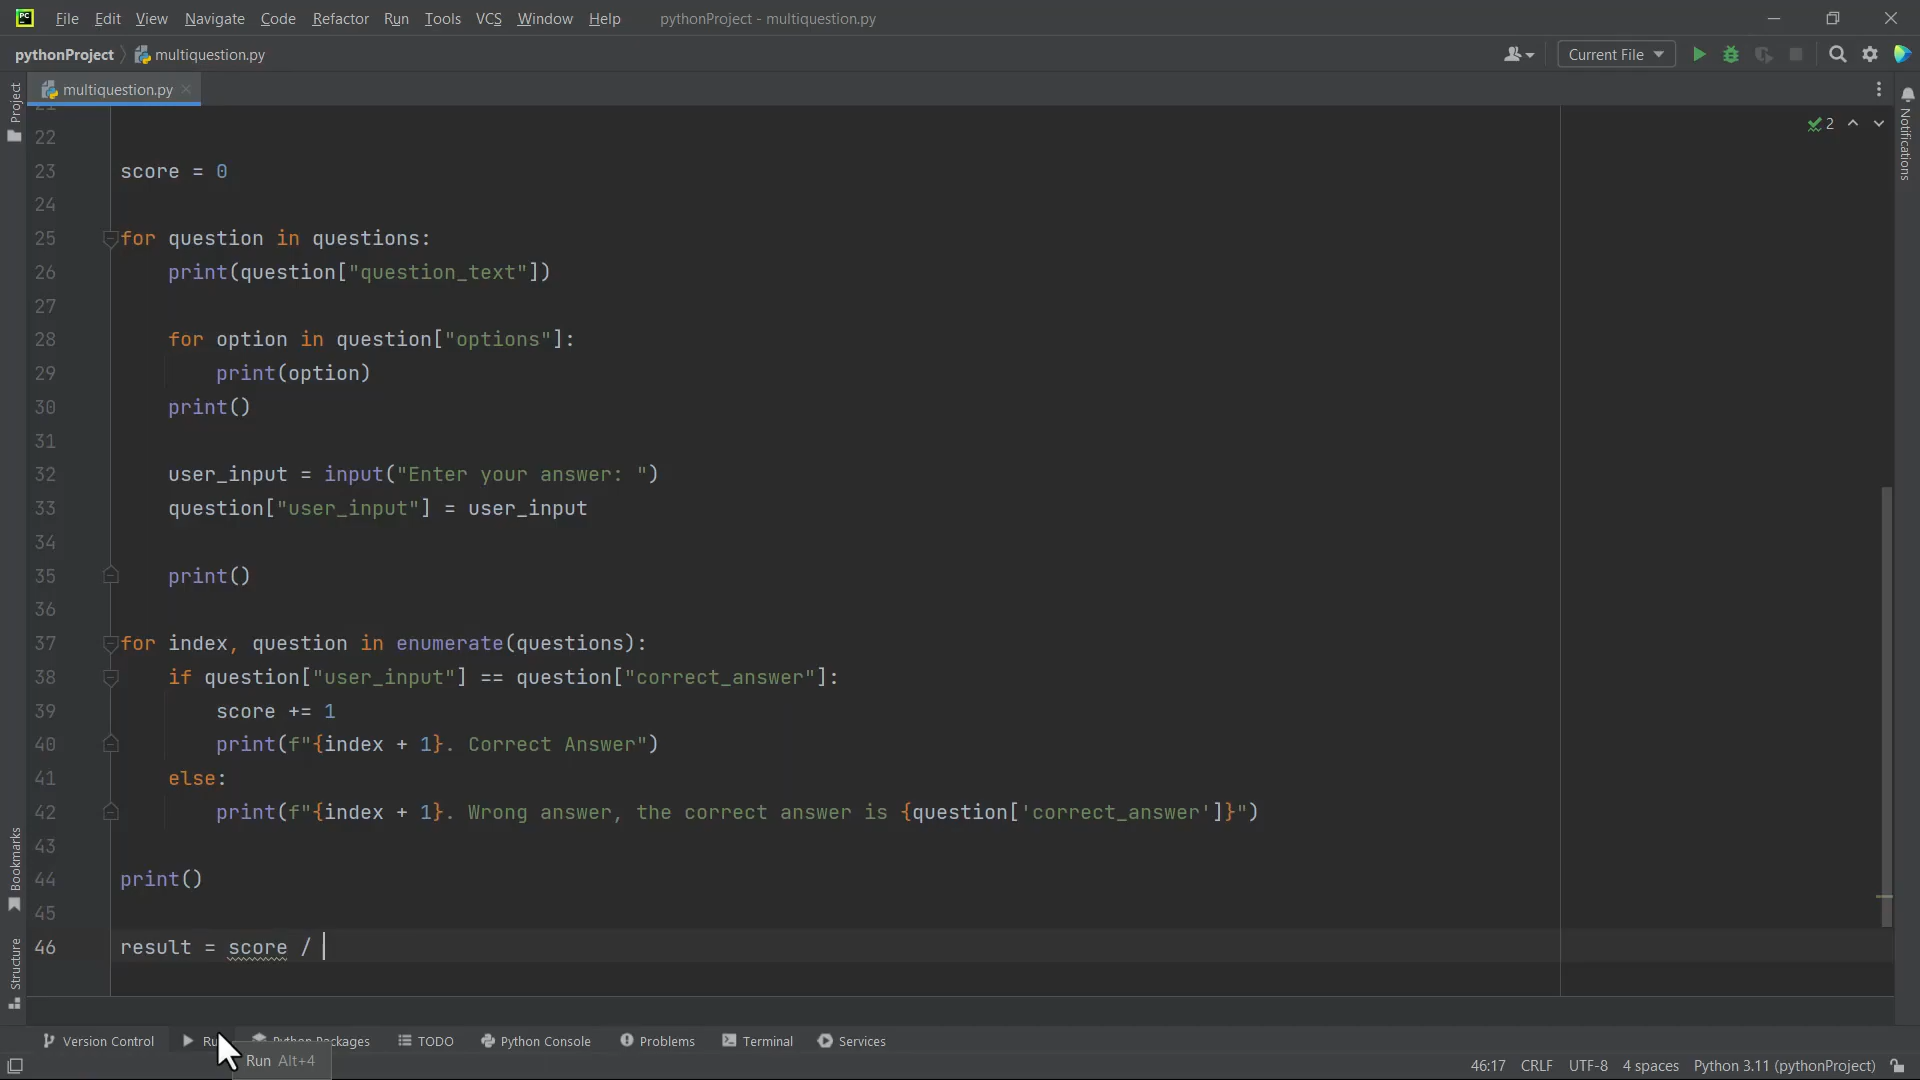 PC File Edit View Navigate Code Refactor Run Tools VCS Window Help pythonProject - multiquestion.py
pythonProject multiquestion.py Current File
multiquestion.py
Project
Notifications
2
22
23 score = 0
24
25 for question in questions:
26 print(question["question_text"])
27
28 for option in question["options"]:
29 print(option)
30 print()
31
32 user_input = input("Enter your answer: ")
33 question["user_input"] = user_input
34
35 print()
36
37 for index, question in enumerate(questions):
38 if question["user_input"] == question["correct_answer"]:
39 score += 1
40 print(f"{index + 1}. Correct Answer")
41 else:
42 print(f"{index + 1}. Wrong answer, the correct answer is {question['correct_answer']}")
43
44 print()
45
46 result = score /
Bookmarks
Structure
Version Control Python Packages TODO Python Console Problems Terminal Services
Run Alt+4
46:17 CRLF UTF-8 4 spaces Python 3.11 (pythonProject)